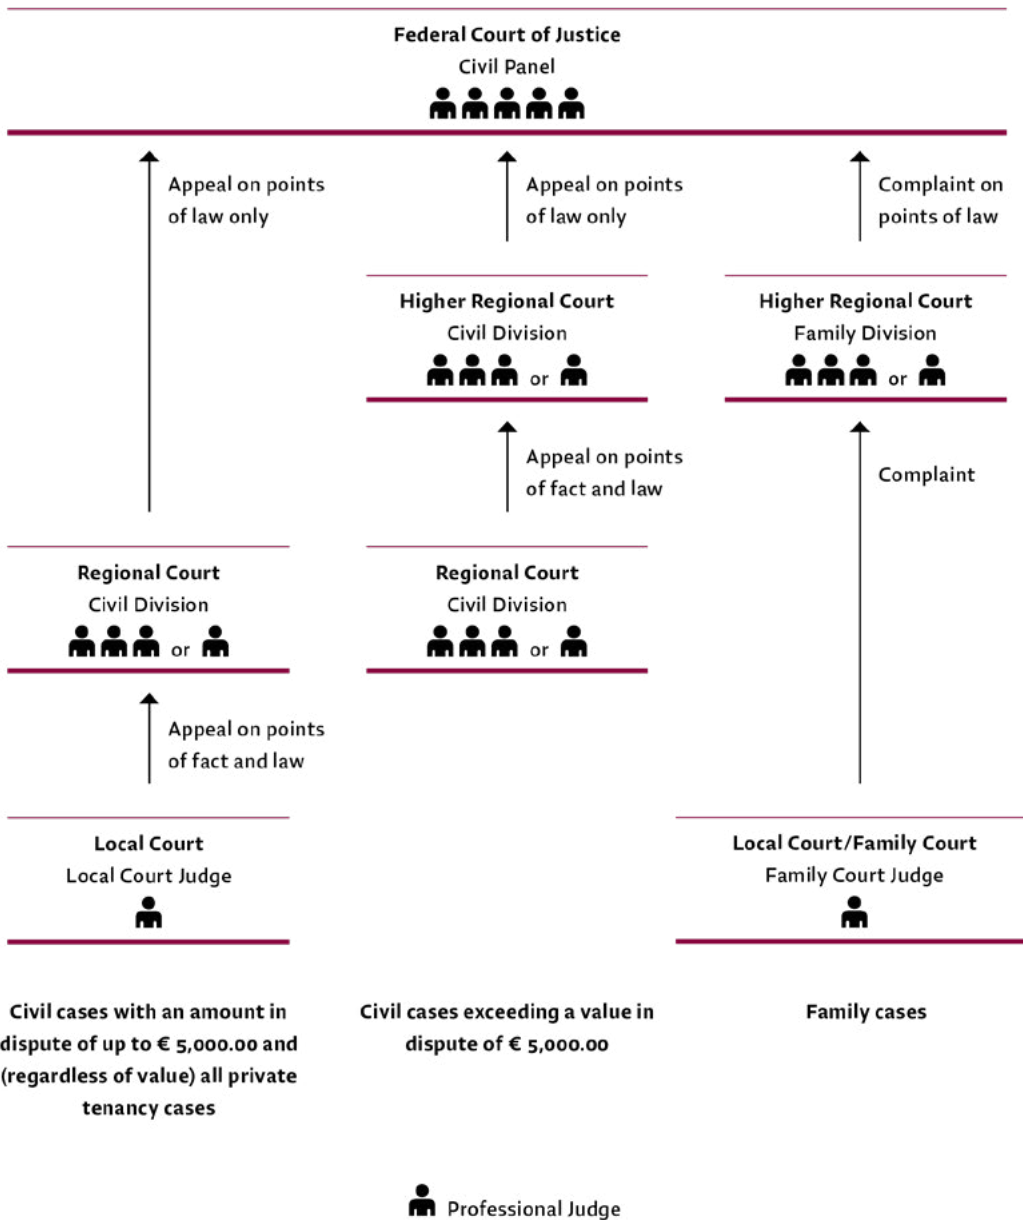 Federal Court of Justice
Civil Panel
Appeal on points
of law only
Appeal on points
of law only
Complaint on
points of law
Higher Regional Court
Civil Division
or
Higher Regional Court
Family Division
or
Appeal on points
of fact and law
Complaint
Regional Court
Civil Division
or
Regional Court
Civil Division
or
Appeal on points
of fact and law
Local Court
Local Court Judge
Local Court/Family Court
Family Court Judge
Civil cases with an amount in
dispute of up to € 5,000.00 and
(regardless of value) all private
tenancy cases
Civil cases exceeding a value in
dispute of € 5,000.00
Family cases
Professional Judge